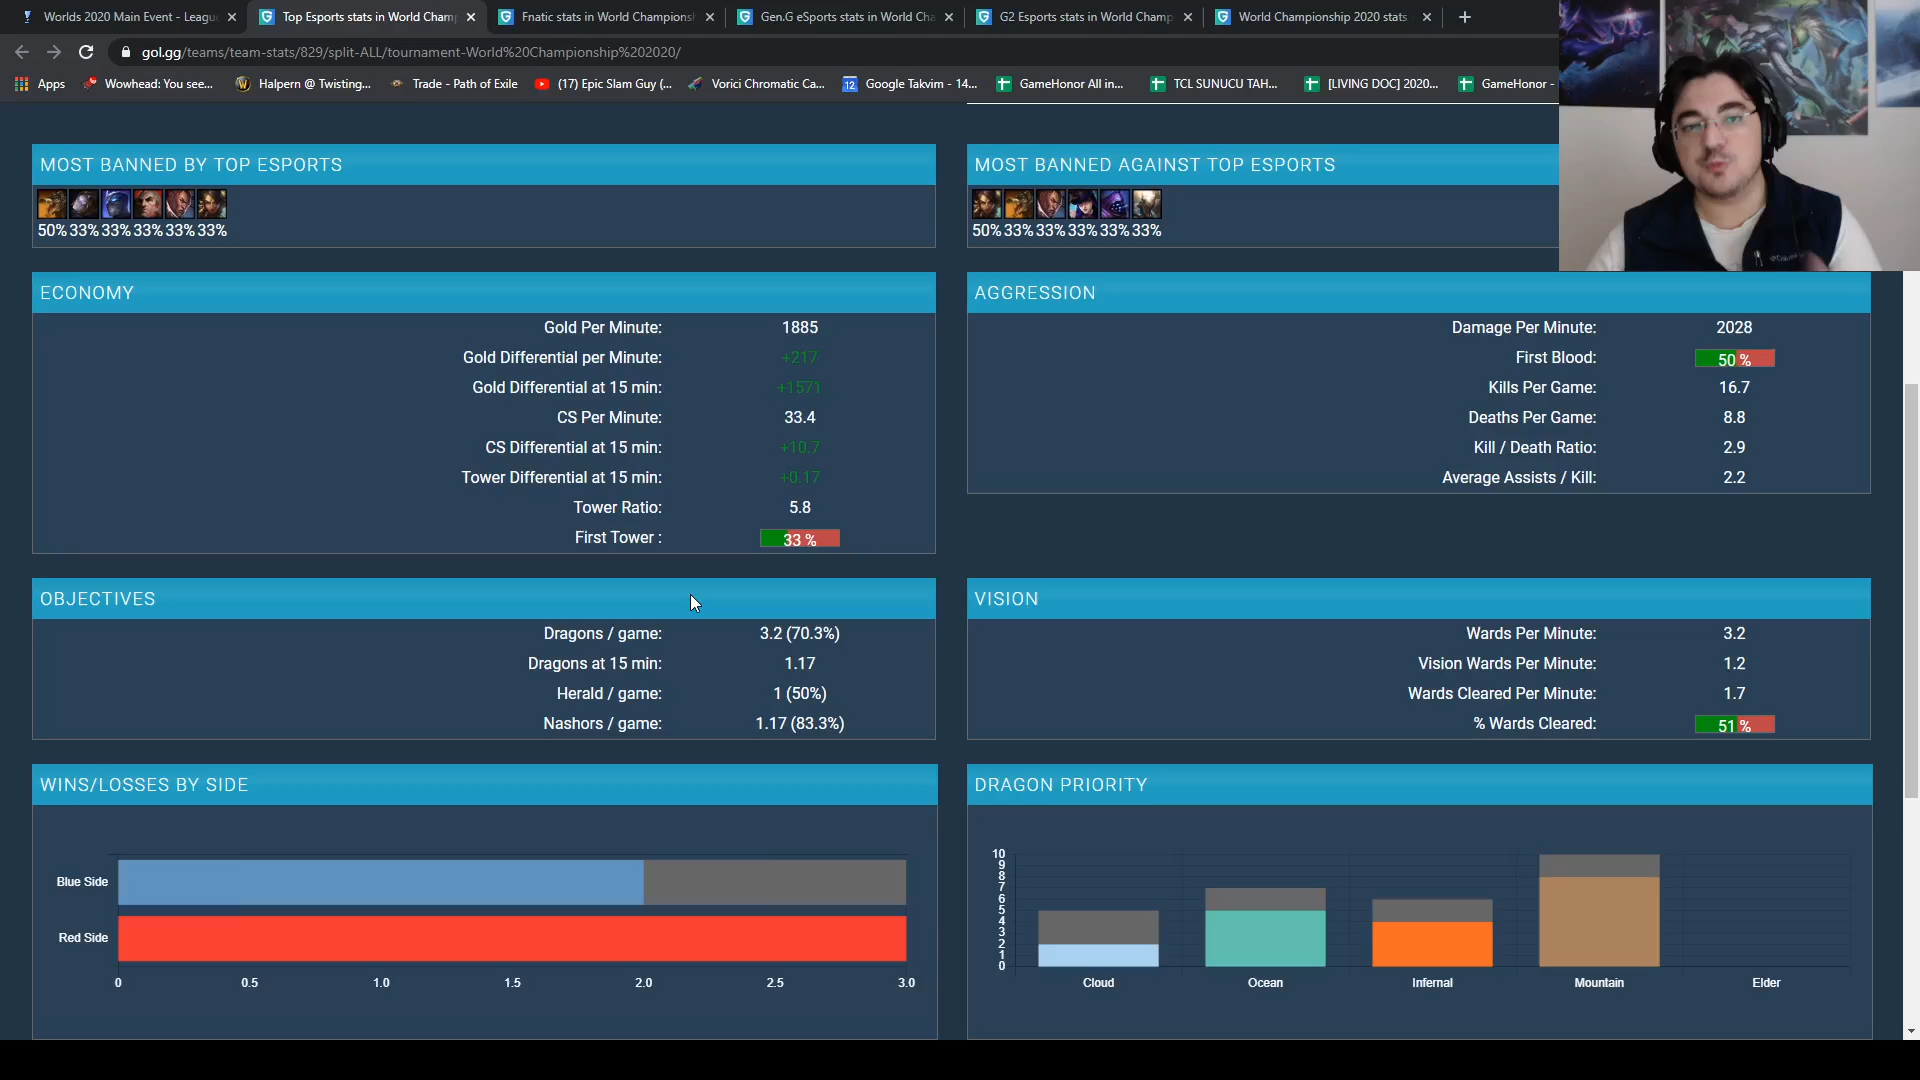 Worlds 2020 Main Event - Leagu
Top Esports stats in World Champ
Fnatic stats in Worlds Championsh
Gen.G eSports stats in World Cha
G2 Esports stats in World Champ
World Championship 2020 stats
gol.gg/teams/team-stats/829/split-ALL/tournament-World%20Championship%202020/
Apps
Wowhead: You see...
Halpern @ Twisting...
Trade - Path of Exile
(17) Epic Slam Guy (...
Vorici Chromatic Ca...
12
Google Takvim - 14...
GameHonor All in...
TCL SUNUCU TAH...
[LIVING DOC] 2020...
GameHonor -
MOST BANNED BY TOP ESPORTS
50% 33% 33% 33% 33% 33%
MOST BANNED AGAINST TOP ESPORTS
50% 33% 33% 33% 33% 33%
ECONOMY
Gold Per Minute: 1885
Gold Differential per Minute: +217
Gold Differential at 15 min: +1571
CS Per Minute: 33.4
CS Differential at 15 min: +10.7
Tower Differential at 15 min: +0.17
Tower Ratio: 5.8
First Tower : 33 %
AGGRESSION
Damage Per Minute: 2028
First Blood: 50 %
Kills Per Game: 16.7
Deaths Per Game: 8.8
Kill / Death Ratio: 2.9
Average Assists / Kill: 2.2
OBJECTIVES
Dragons / game: 3.2 (70.3%)
Dragons at 15 min: 1.17
Herald / game: 1 (50%)
Nashors / game: 1.17 (83.3%)
VISION
Wards Per Minute: 3.2
Vision Wards Per Minute: 1.2
Wards Cleared Per Minute: 1.7
% Wards Cleared: 51 %
WINS/LOSSES BY SIDE
Blue Side
Red Side
0 0.5 1.0 1.5 2.0 2.5 3.0
DRAGON PRIORITY
10
9
8
7
6
5
4
3
2
1
0
Cloud Ocean Infernal Mountain Elder